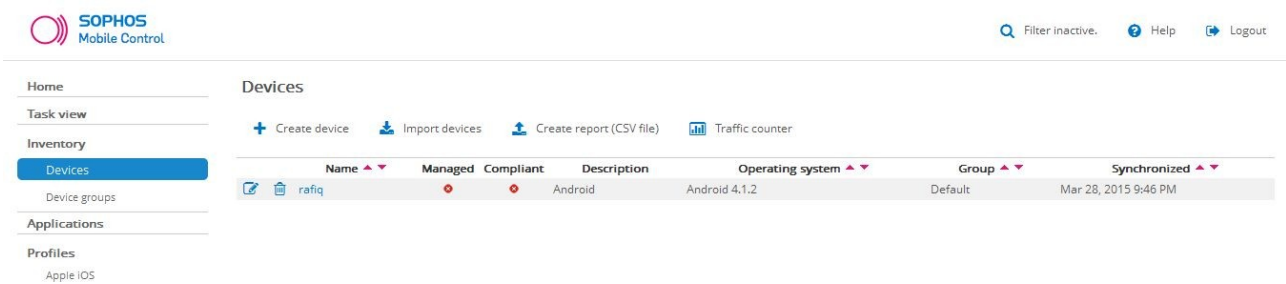 SOPHOS
Mobile Control
Filter inactive. Help Logout
Home
Task view
Inventory
Devices
Device groups
Applications
Profiles
Apple iOS
Devices
Create device Import devices Create report (CSV file) Traffic counter
Name Managed Compliant Description Operating system Group Synchronized
rafiq Android Android 4.1.2 Default Mar 28, 2015 9:46 PM